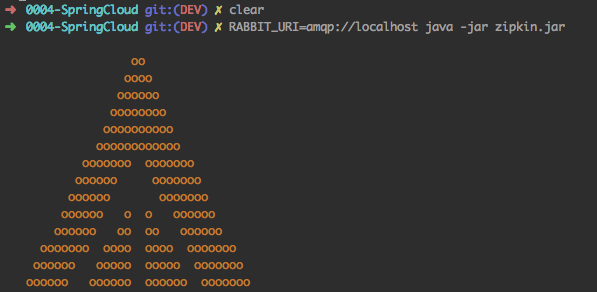 ➜ 0004-SpringCloud git:(DEV) ✗ clear
➜ 0004-SpringCloud git:(DEV) ✗ RABBIT_URI=amqp://localhost java -jar zipkin.jar
oo
oooo
oooooo
oooooooo
oooooooooo
oooooooooooo
ooooooo  ooooooo
oooooo     ooooooo
oooooo       ooooooo
oooooo   o  o   oooooo
oooooo   oo  oo   oooooo
ooooooo  oooo  oooo  ooooooo
oooooo   ooooo  ooooo  ooooooo
oooooo   oooooo  oooooo  ooooooo